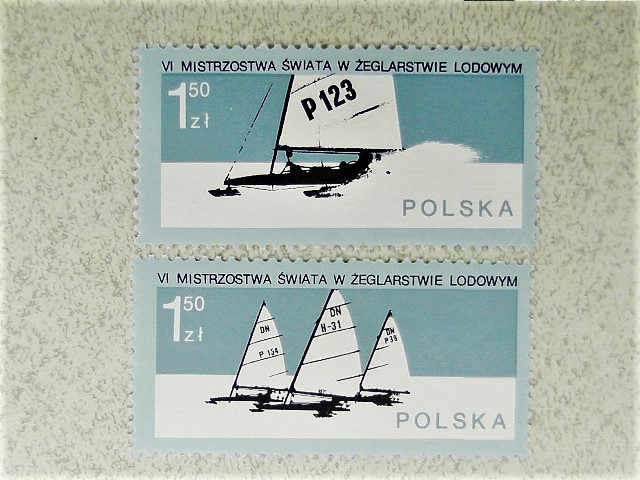 VI MISTRZOSTWA ŚWIATA W ŻEGLARSTWIE LODOWYM
1 50 zł
P 123
POLSKA
VI MISTRZOSTWA ŚWIATA W ŻEGLARSTWIE LODOWYM
1 50 zł
DN
P 154
DN
H-31
DN
P 39
POLSKA